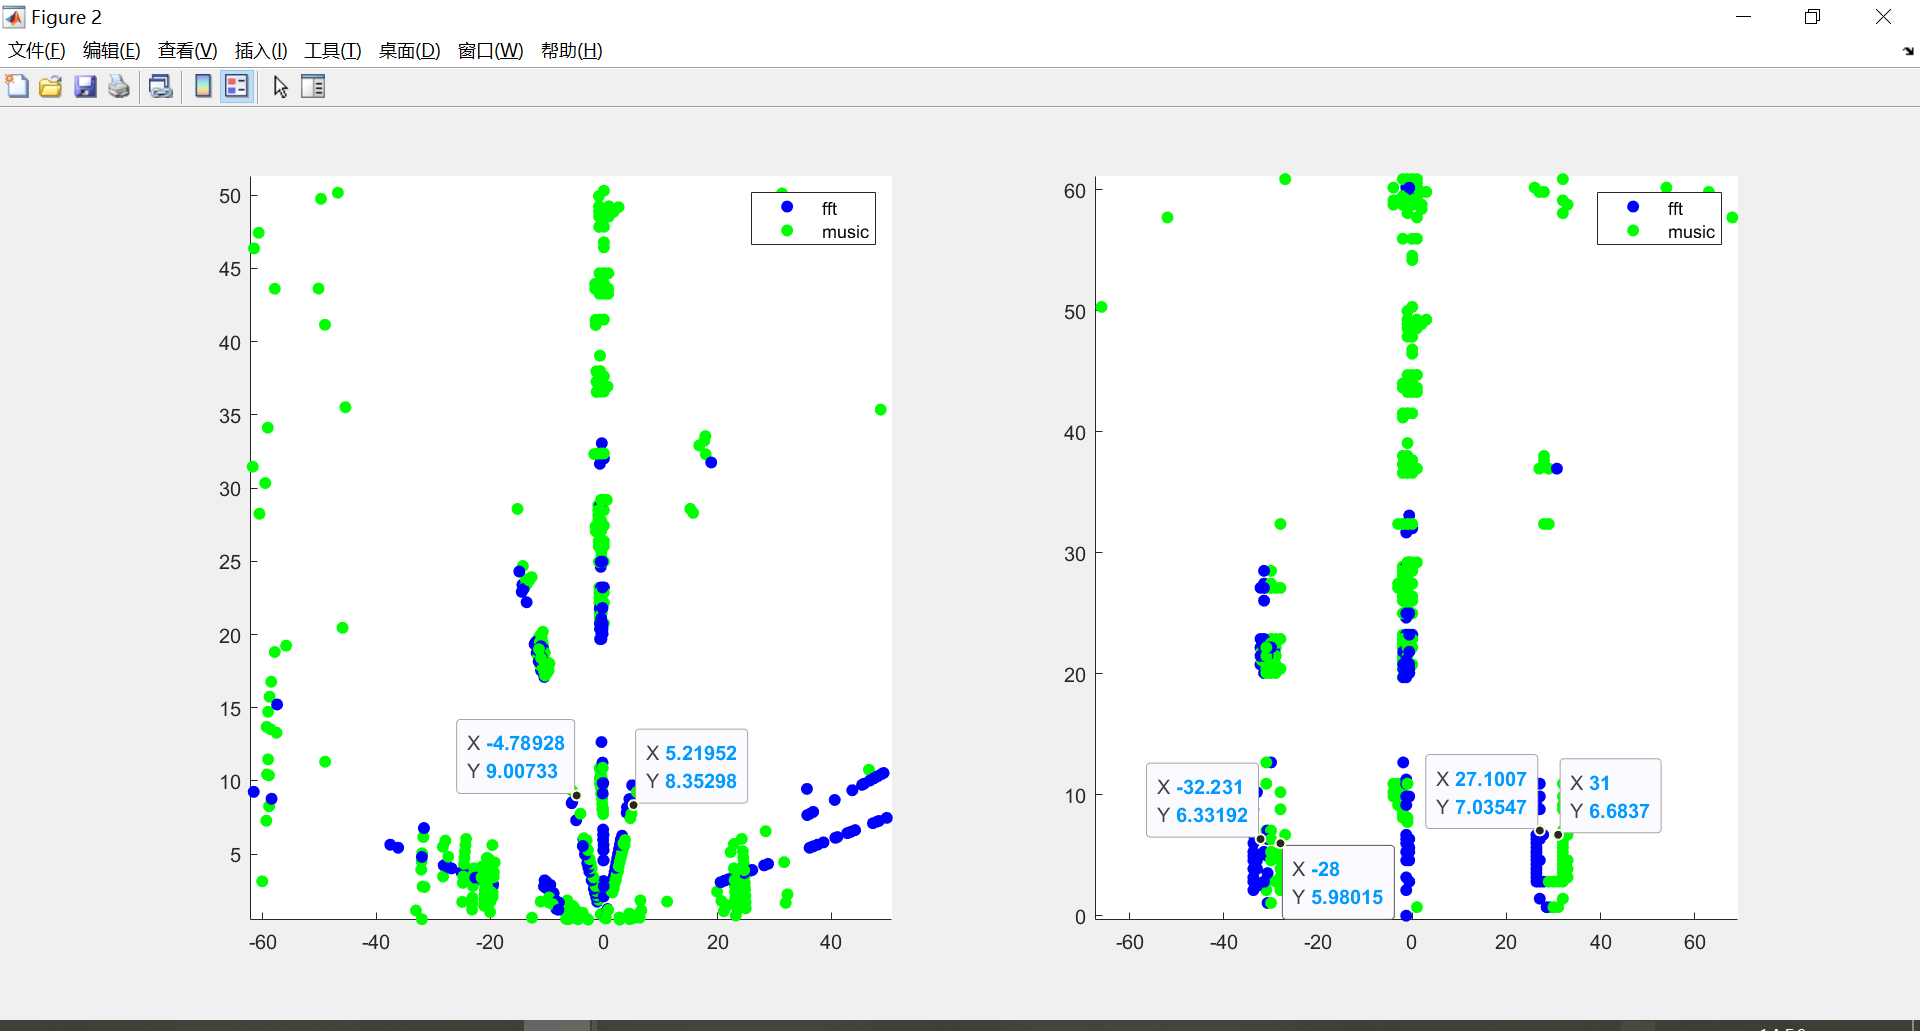 Figure 2
文件(F) 编辑(E) 查看(V) 插入(I) 工具(T) 桌面(D) 窗口(W) 帮助(H)
50
45
40
35
30
25
20
15
10
5
-60 -40 -20 0 20 40
fft
music
X -4.78928
Y 9.00733
X 5.21952
Y 8.35298
60
50
40
30
20
10
0
-60 -40 -20 0 20 40 60
fft
music
X -32.231
Y 6.33192
X -28
Y 5.98015
X 27.1007
Y 7.03547
X 31
Y 6.6837